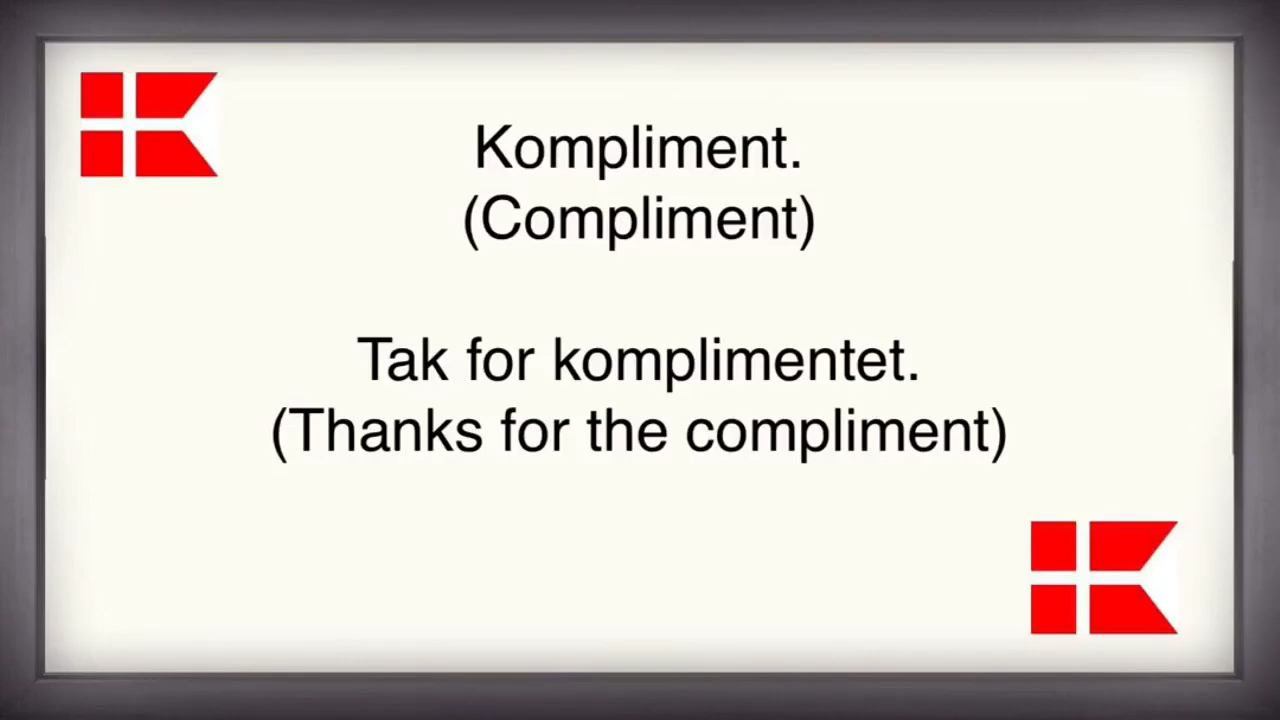 Kompliment.
(Compliment)
Tak for komplimentet.
(Thanks for the compliment)